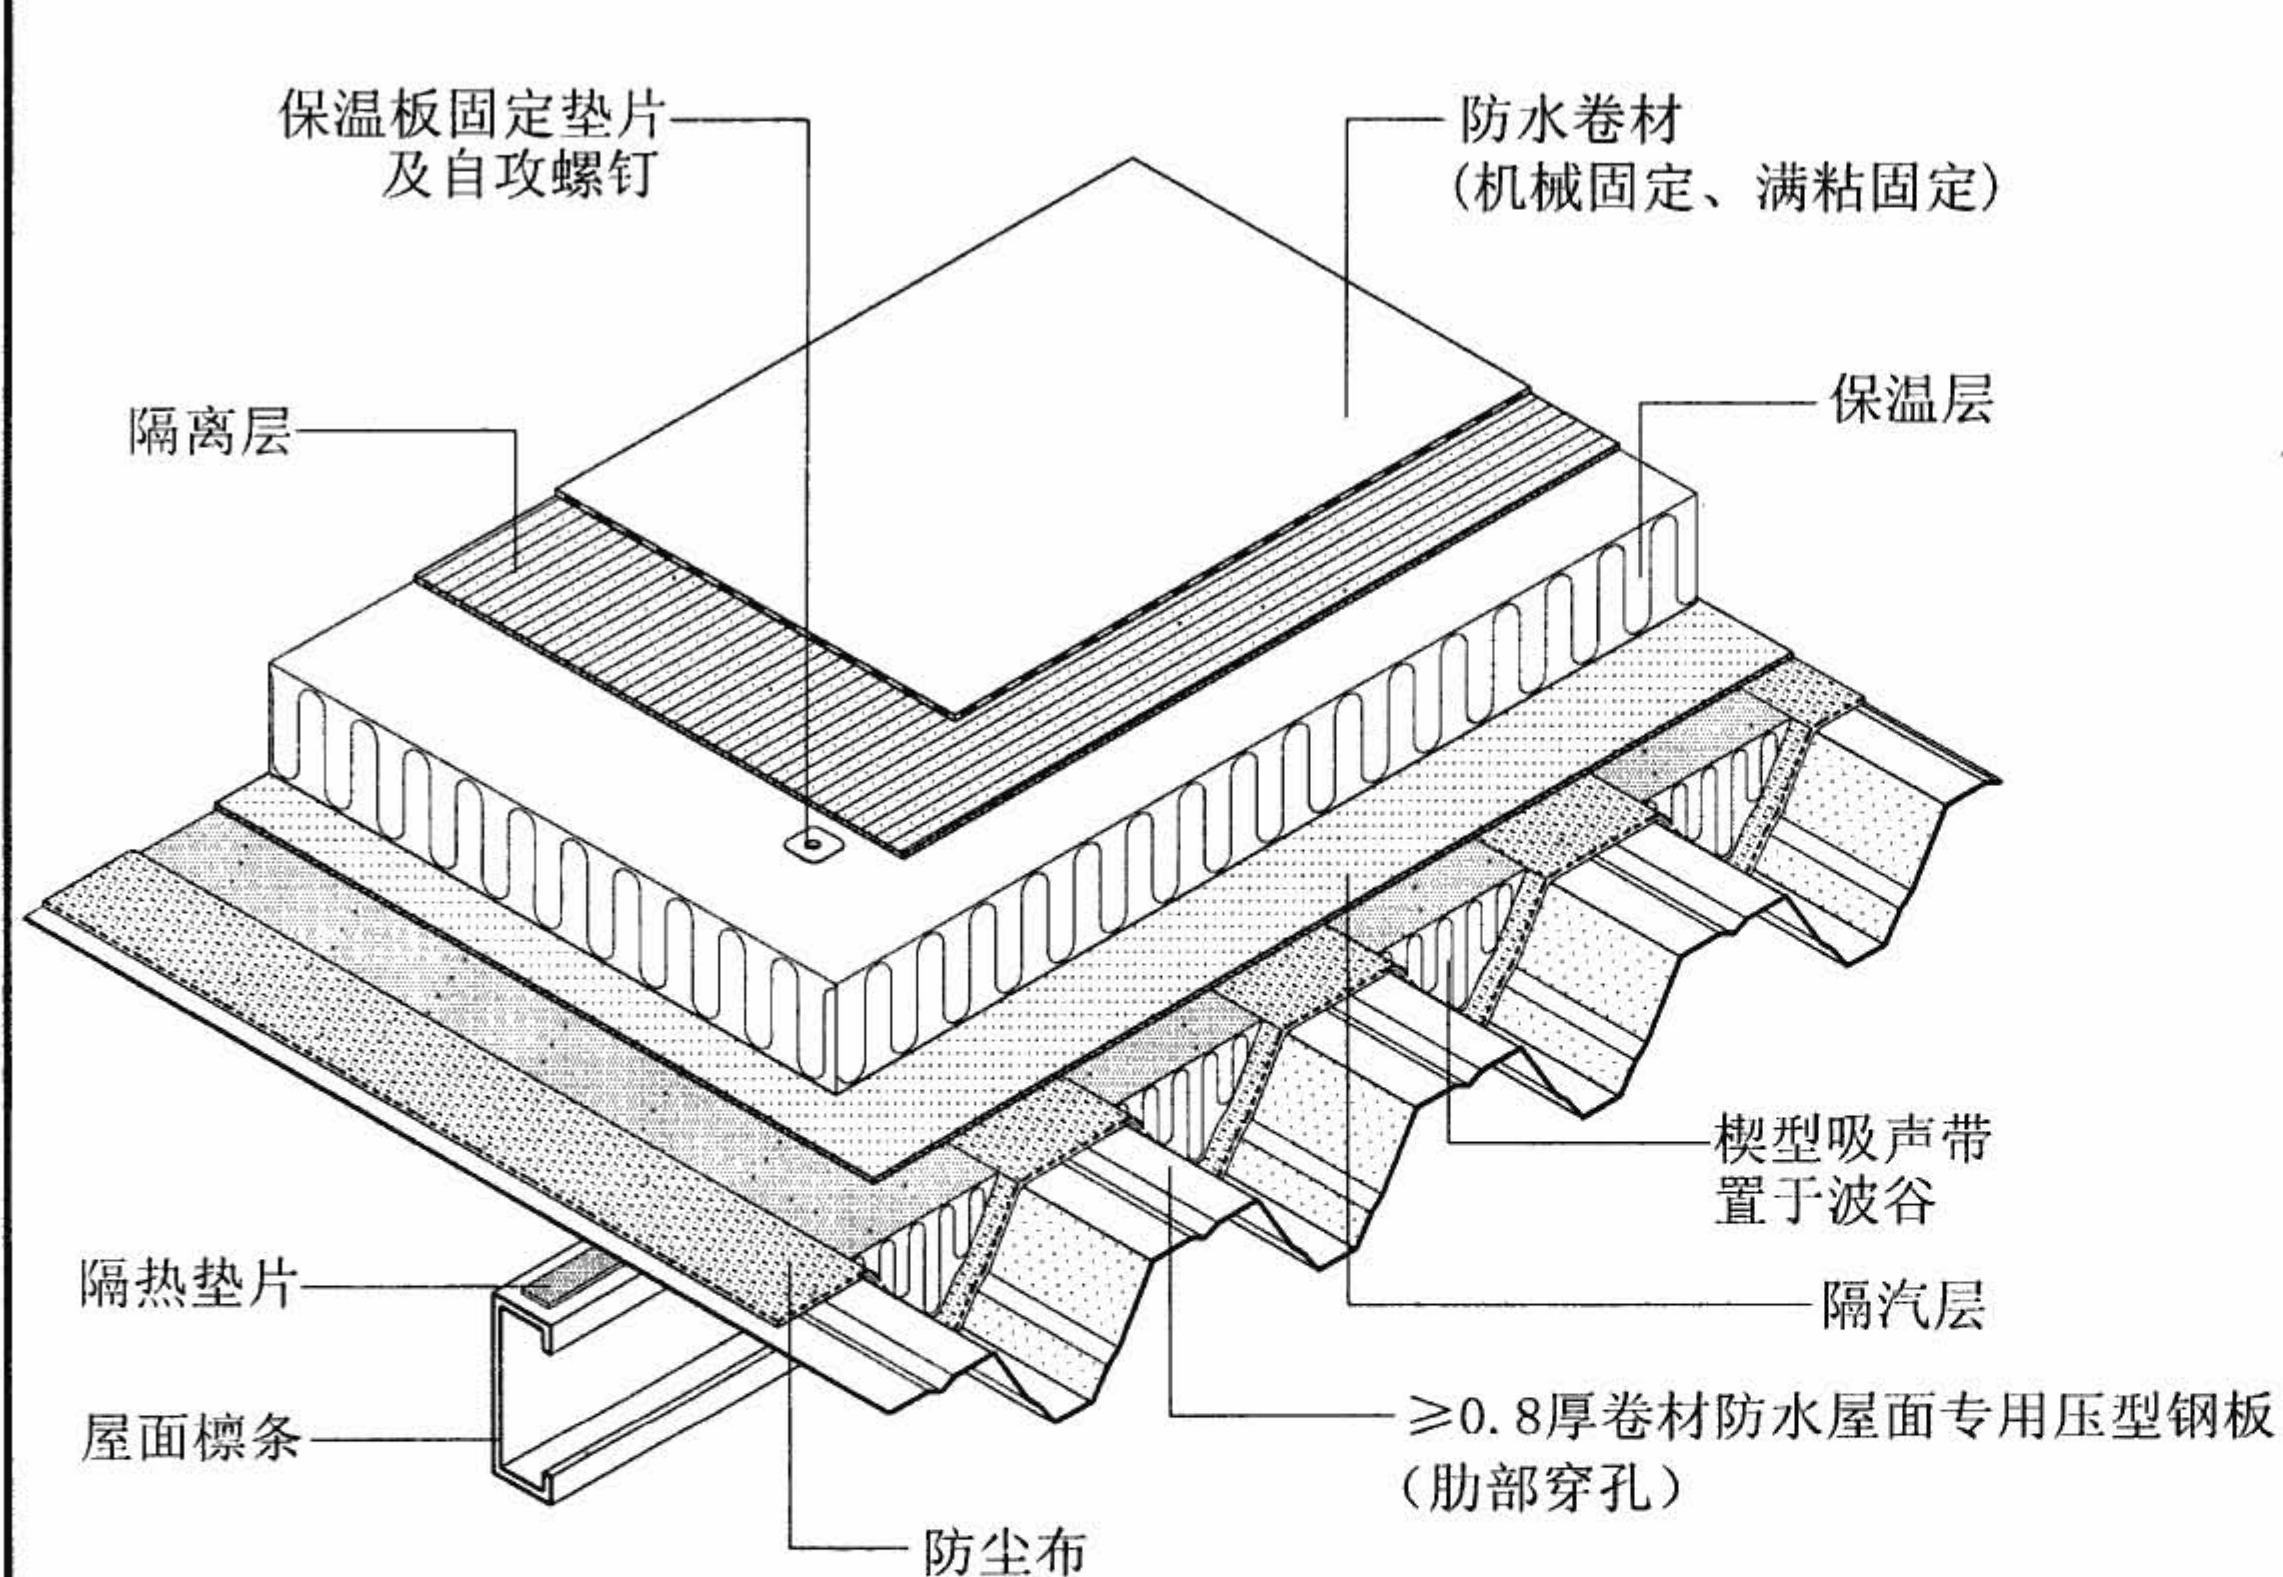 保温板固定垫片
及自攻螺钉
防水卷材
(机械固定、满粘固定)
保温层
隔离层
楔型吸声带
置于波谷
隔热垫片
隔汽层
≥0.8厚卷材防水屋面专用压型钢板
(肋部穿孔)
屋面檩条
防尘布